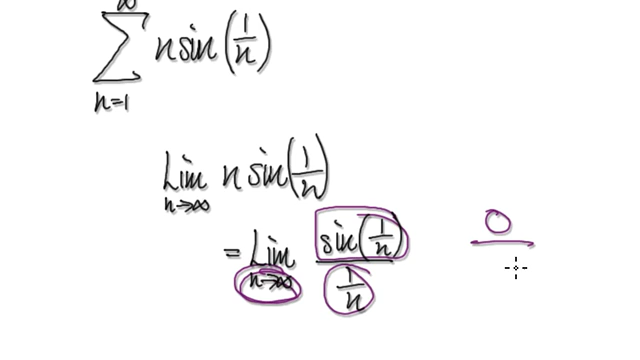 ∞
∑ n sin(1/n)
n=1
Lim n sin(1/n)
n→∞
= Lim sin(1/n) / (1/n)
n→∞
0